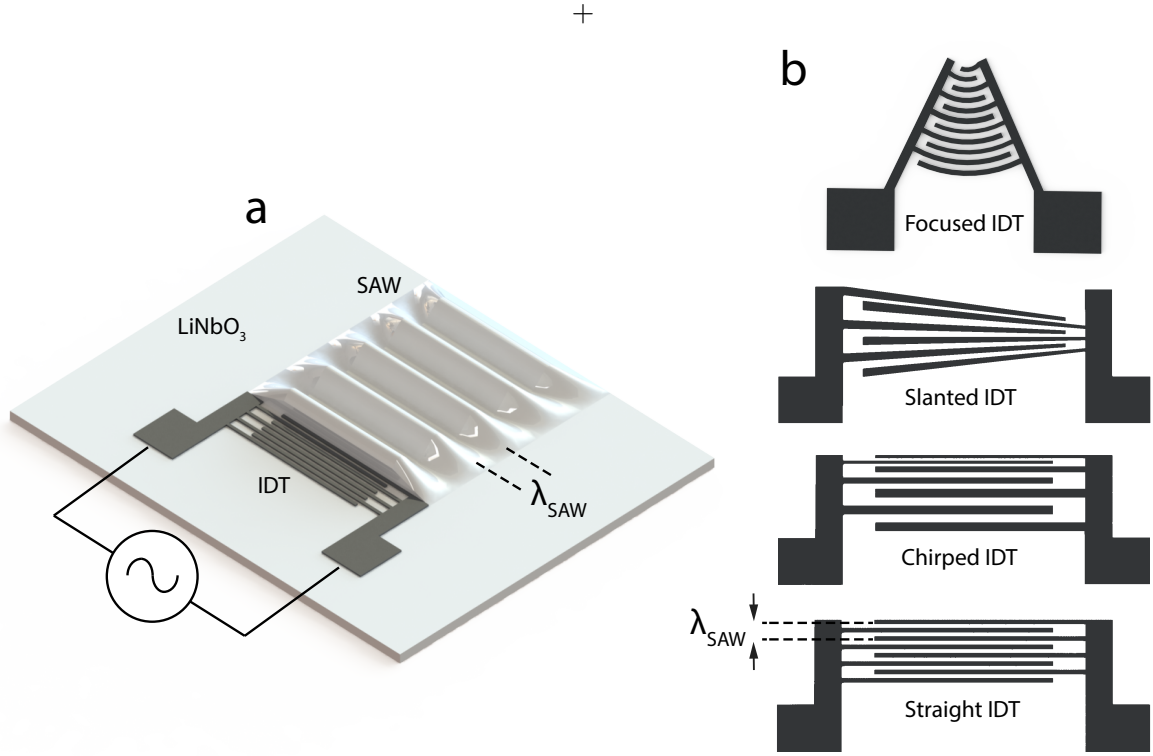 a
SAW
LiNbO₃
IDT
λSAW
b
Focused IDT
Slanted IDT
Chirped IDT
λSAW
Straight IDT